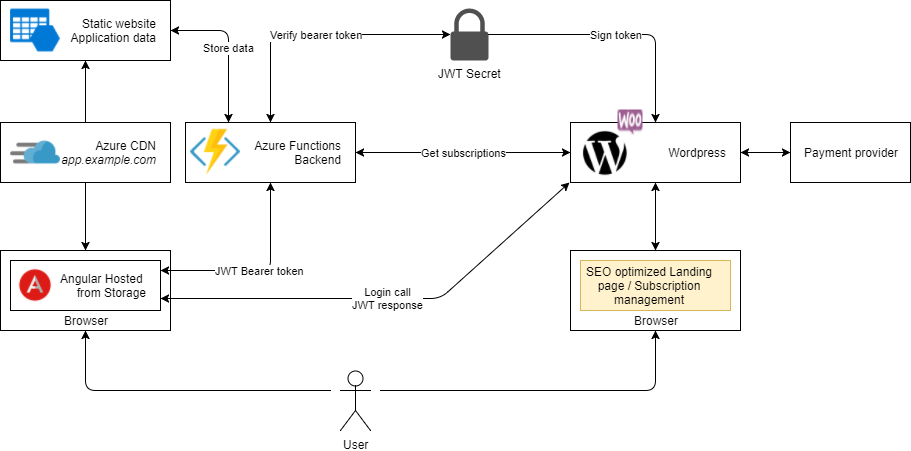 Static website
Application data
Store data
Verify bearer token
JWT Secret
Sign token
Azure CDN
app.example.com
Azure Functions
Backend
Get subscriptions
WOO
Wordpress
Payment provider
JWT Bearer token
Angular Hosted
from Storage
Browser
Login call
JWT response
SEO optimized Landing
page / Subscription
management
Browser
User